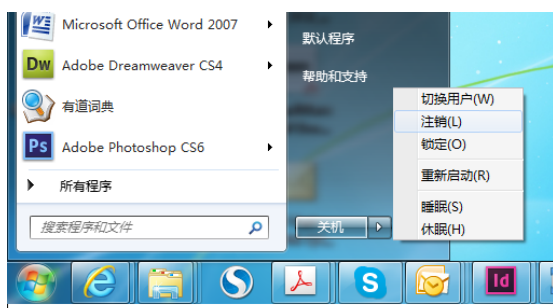 Microsoft Office Word 2007
Dw
Adobe Dreamweaver CS4
有道词典
Ps
Adobe Photoshop CS6
所有程序
搜索程序和文件
默认程序
帮助和支持
关机
切换用户(W)
注销(L)
锁定(O)
重新启动(R)
睡眠(S)
休眠(H)
S
Id